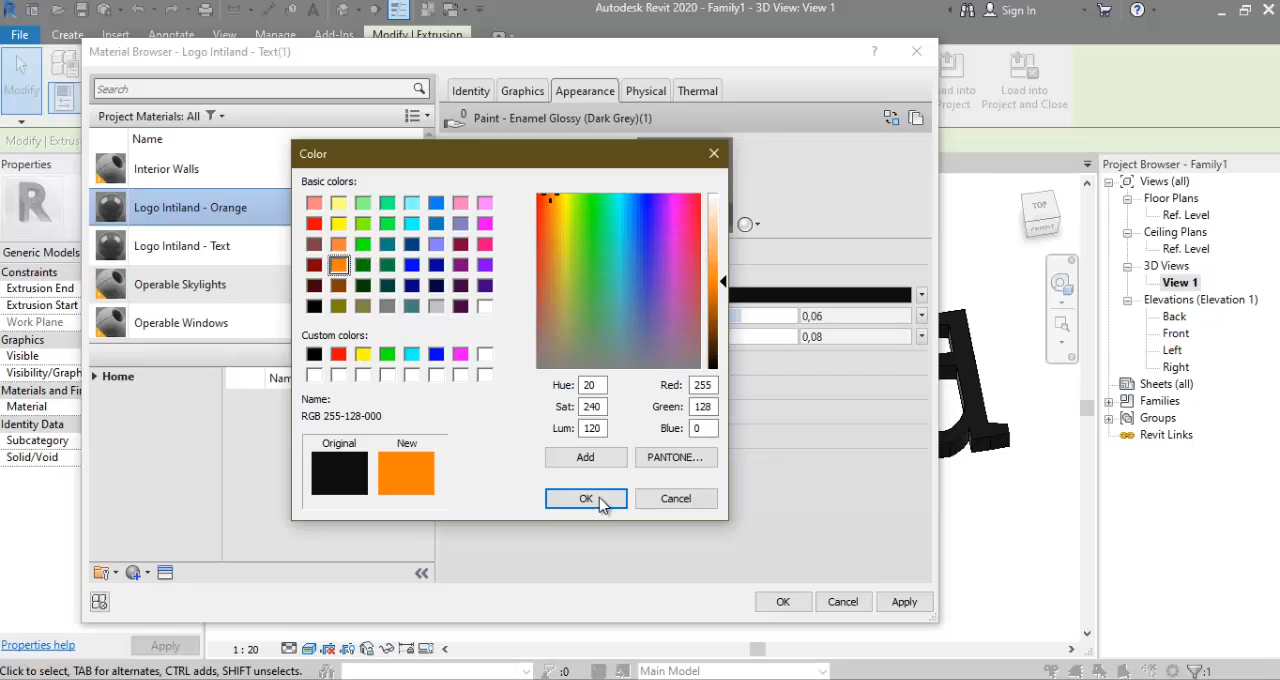 Autodesk Revit 2020 - Family1 - 3D View: View 1
Sign In
File
Create
Insert
Annotate
View
Manage
Add-Ins
Modify | Extrusion
Modify
Load into
Project and Close
Modify | Extrus
Properties
Generic Models
Constraints
Extrusion End
Extrusion Start
Work Plane
Graphics
Visible
Visibility/Graph
Materials and Fi
Material
Identity Data
Subcategory
Solid/Void
Properties help
Apply
Material Browser - Logo Intiland - Text(1)
Search
Project Materials: All
Name
Interior Walls
Logo Intiland - Orange
Logo Intiland - Text
Operable Skylights
Operable Windows
Home
Nam
Identity
Graphics
Appearance
Physical
Thermal
0
Paint - Enamel Glossy (Dark Grey)(1)
0,06
0,08
OK
Cancel
Apply
Color
Basic colors:
Custom colors:
Name:
RGB 255-128-000
Original
New
Hue: 20
Red: 255
Sat: 240
Green: 128
Lum: 120
Blue: 0
Add
PANTONE...
OK
Cancel
TOP
FRONT
Project Browser - Family1
Views (all)
Floor Plans
Ref. Level
Ceiling Plans
Ref. Level
3D Views
View 1
Elevations (Elevation 1)
Back
Front
Left
Right
Sheets (all)
Families
Groups
Revit Links
1 : 20
Click to select, TAB for alternates, CTRL adds, SHIFT unselects.
:0
Main Model
:1